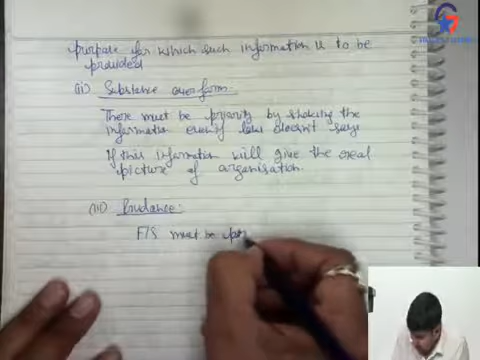 purpose for which such information is to be
provided
(ii) Substance over form.
There must be priority by showing the
information even if law doesn't says
If this information will give the real
picture of organisation.
(iii) Prudance:
F/S must be